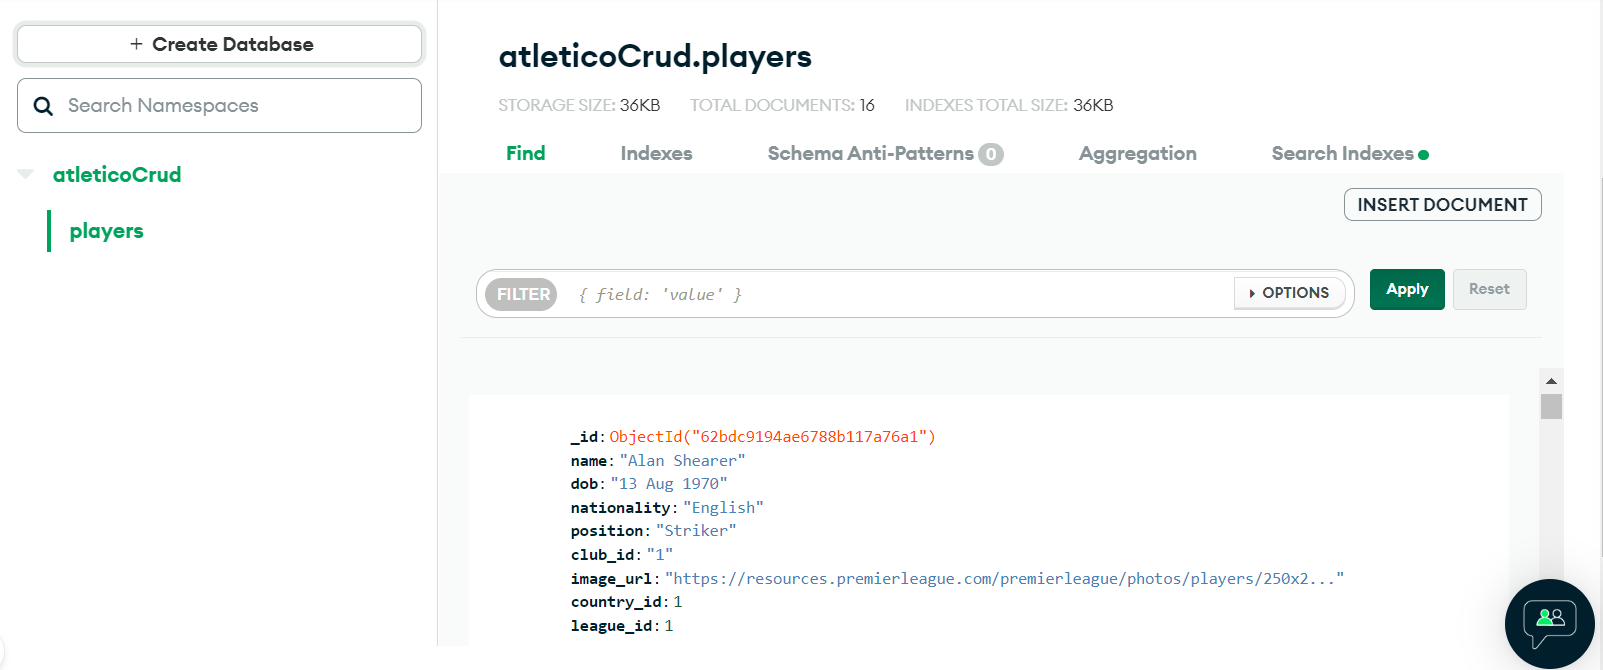 + Create Database
Search Namespaces
atleticoCrud
players
atleticoCrud.players
STORAGE SIZE: 36KB TOTAL DOCUMENTS: 16 INDEXES TOTAL SIZE: 36KB
Find Indexes Schema Anti-Patterns 0 Aggregation Search Indexes
INSERT DOCUMENT
FILTER { field: 'value' } OPTIONS Apply Reset
_id: ObjectId("62bdc9194ae6788b117a76a1")
name: "Alan Shearer"
dob: "13 Aug 1970"
nationality: "English"
position: "Striker"
club_id: "1"
image_url: "https://resources.premierleague.com/premierleague/photos/players/250x2..."
country_id: 1
league_id: 1